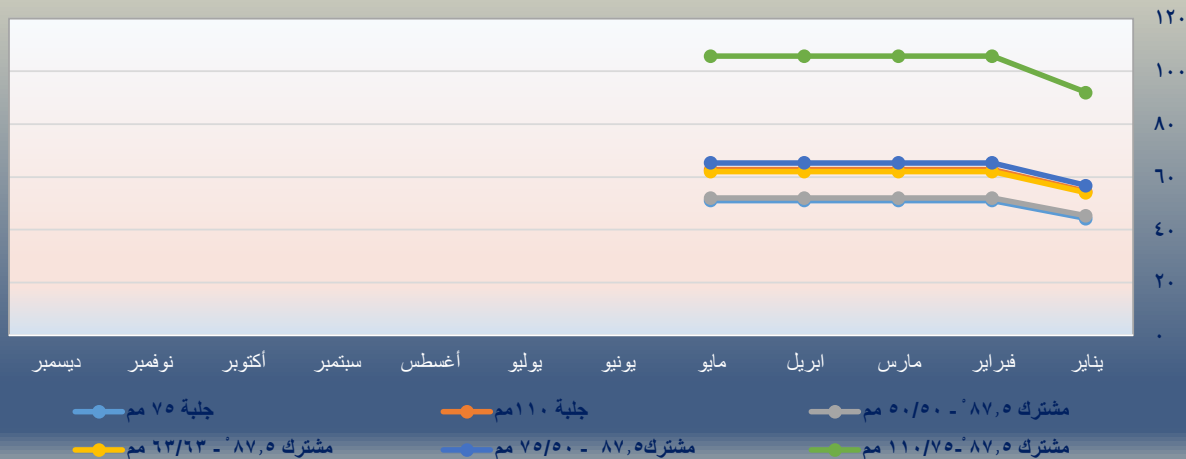 ١٢٠
١٠٠
٨٠
٦٠
٤٠
٢٠
٠
يناير فبراير مارس ابريل مايو يونيو يوليو أغسطس سبتمبر أكتوبر نوفمبر ديسمبر
مشترك ٨٧,٥ ْ - ٥٠/٥٠ مم جلبة ١١٠مم جلبة ٧٥ مم
مشترك ٨٧,٥ ْ -١١٠/٧٥ مم مشترك٨٧,٥ - ٧٥/٥٠ مم مشترك ٨٧,٥ ْ - ٦٣/٦٣ مم